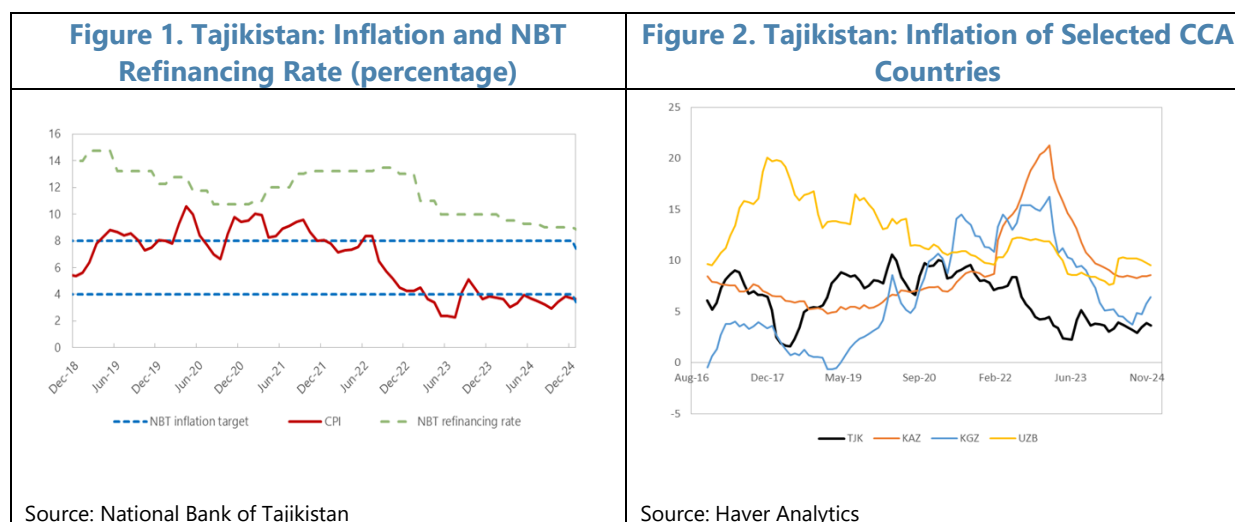 Figure 1. Tajikistan: Inflation and NBT
Refinancing Rate (percentage)
16
14
12
10
8
6
4
2
0
Dec-18
Jun-19
Dec-19
Jun-20
Dec-20
Jun-21
Dec-21
Jun-22
Dec-22
Jun-23
Dec-23
Jun-24
Dec-24
NBT inflation target
CPI
NBT refinancing rate
Source: National Bank of Tajikistan
Figure 2. Tajikistan: Inflation of Selected CCA
Countries
25
20
15
10
5
0
-5
Aug-16
Dec-17
May-19
Sep-20
Feb-22
Jun-23
Nov-24
TJK
KAZ
KGZ
UZB
Source: Haver Analytics